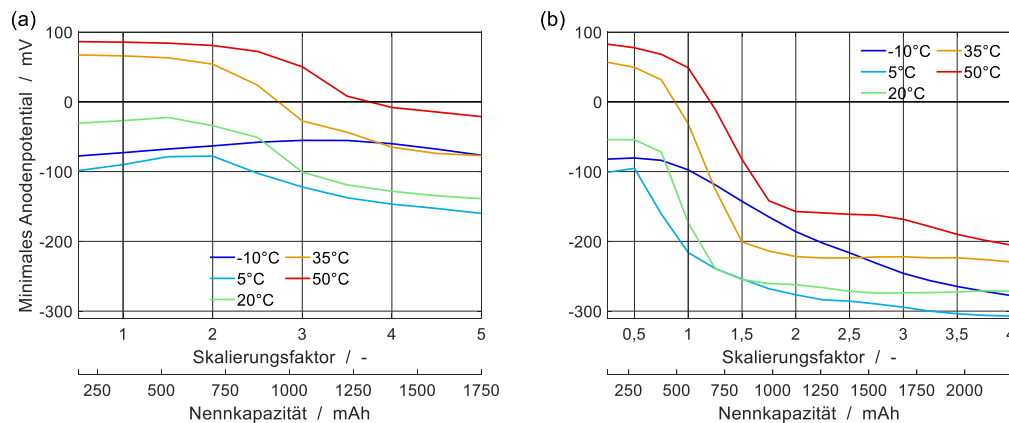 (a)
Minimales Anodenpotential / mV
100
0
-100
-200
-300
-10°C 35°C
5°C 50°C
20°C
1 2 3 4 5
Skalierungsfaktor / -
250 500 750 1000 1250 1500 1750
Nennkapazität / mAh
(b)
100
0
-100
-200
-300
-10°C 35°C
5°C 50°C
20°C
0,5 1 1,5 2 2,5 3 3,5 4
Skalierungsfaktor / -
250 500 750 1000 1250 1500 1750 2000
Nennkapazität / mAh